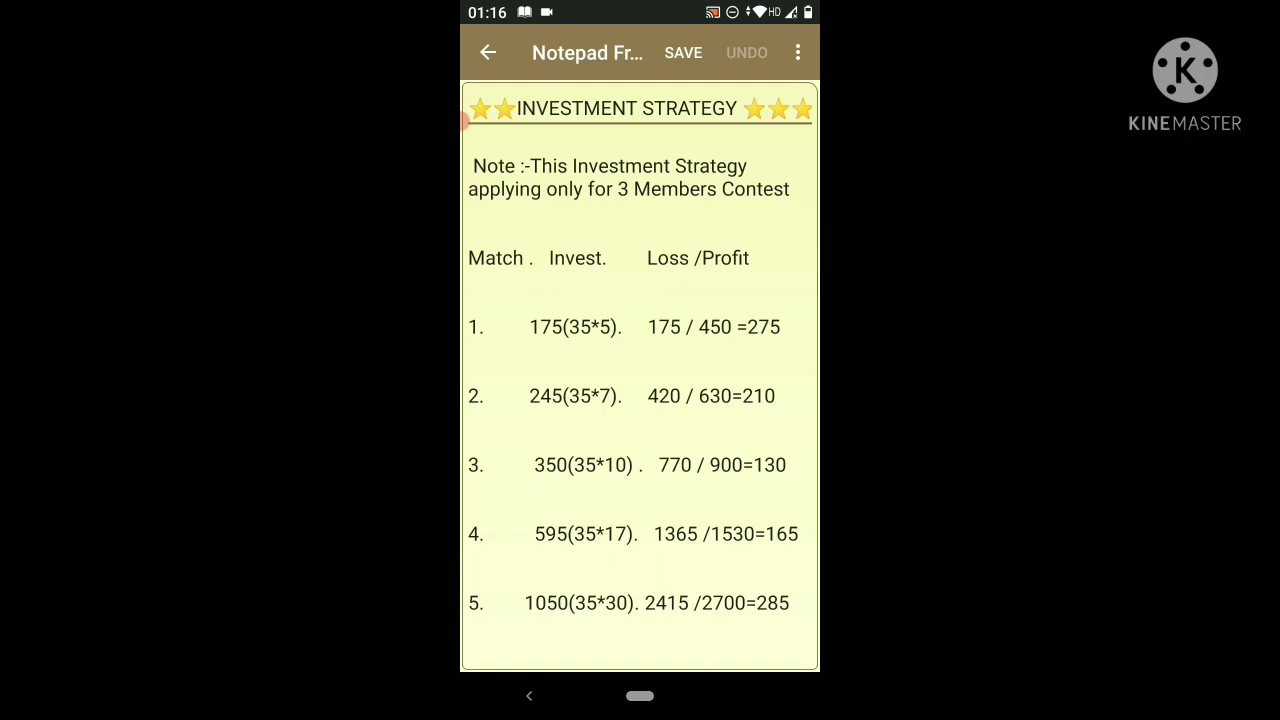 01:16 HD
Notepad Fr... SAVE UNDO
⭐⭐INVESTMENT STRATEGY ⭐⭐⭐
Note :-This Investment Strategy
applying only for 3 Members Contest
Match . Invest. Loss /Profit
1. 175(35*5). 175 / 450 =275
2. 245(35*7). 420 / 630=210
3. 350(35*10) . 770 / 900=130
4. 595(35*17). 1365 /1530=165
5. 1050(35*30). 2415 /2700=285
K
KINEMASTER